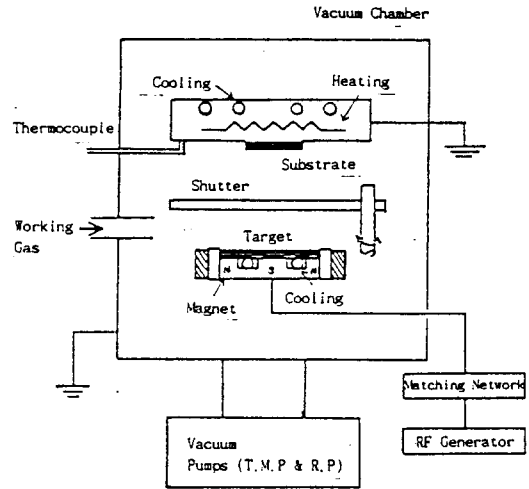 Vacuum Chamber
Cooling
Heating
Thermocouple
Substrate
Shutter
Working
Gas
Target
N S N
Magnet
Cooling
Matching Network
RF Generator
Vacuum
Pumps (T.M.P & R.P)